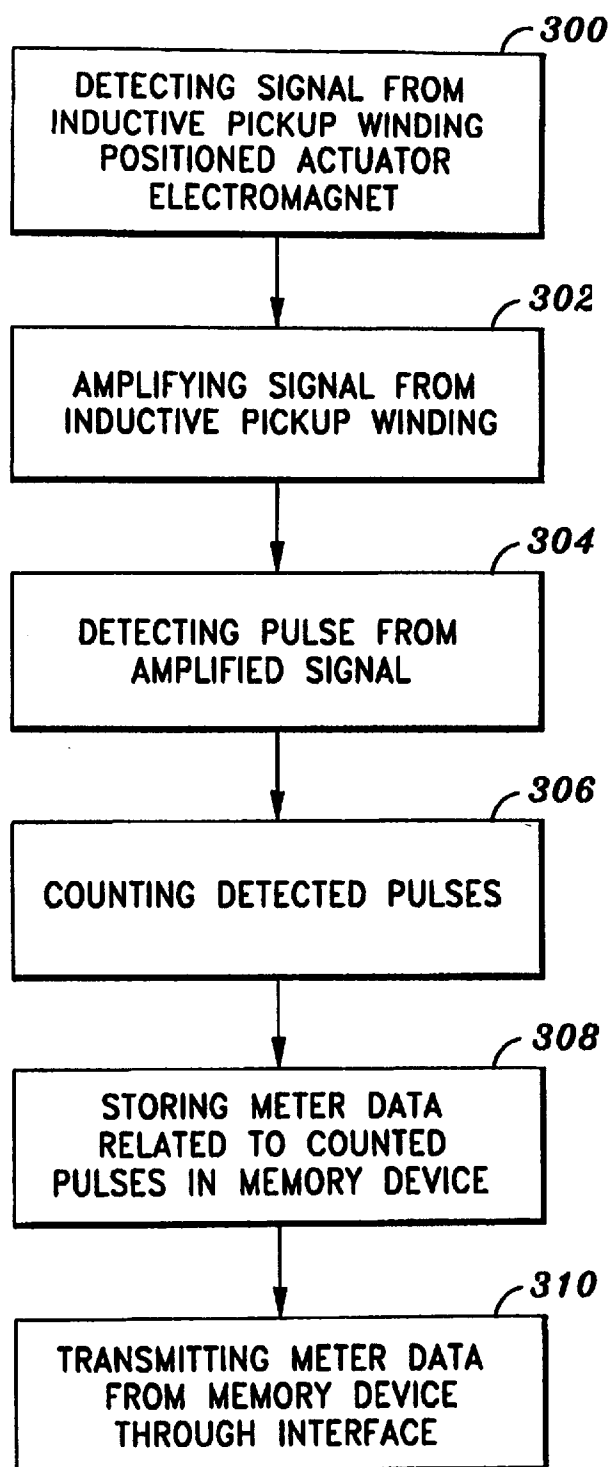 300
DETECTING SIGNAL FROM
INDUCTIVE PICKUP WINDING
POSITIONED ACTUATOR
ELECTROMAGNET
302
AMPLIFYING SIGNAL FROM
INDUCTIVE PICKUP WINDING
304
DETECTING PULSE FROM
AMPLIFIED SIGNAL
306
COUNTING DETECTED PULSES
308
STORING METER DATA
RELATED TO COUNTED
PULSES IN MEMORY DEVICE
310
TRANSMITTING METER DATA
FROM MEMORY DEVICE
THROUGH INTERFACE